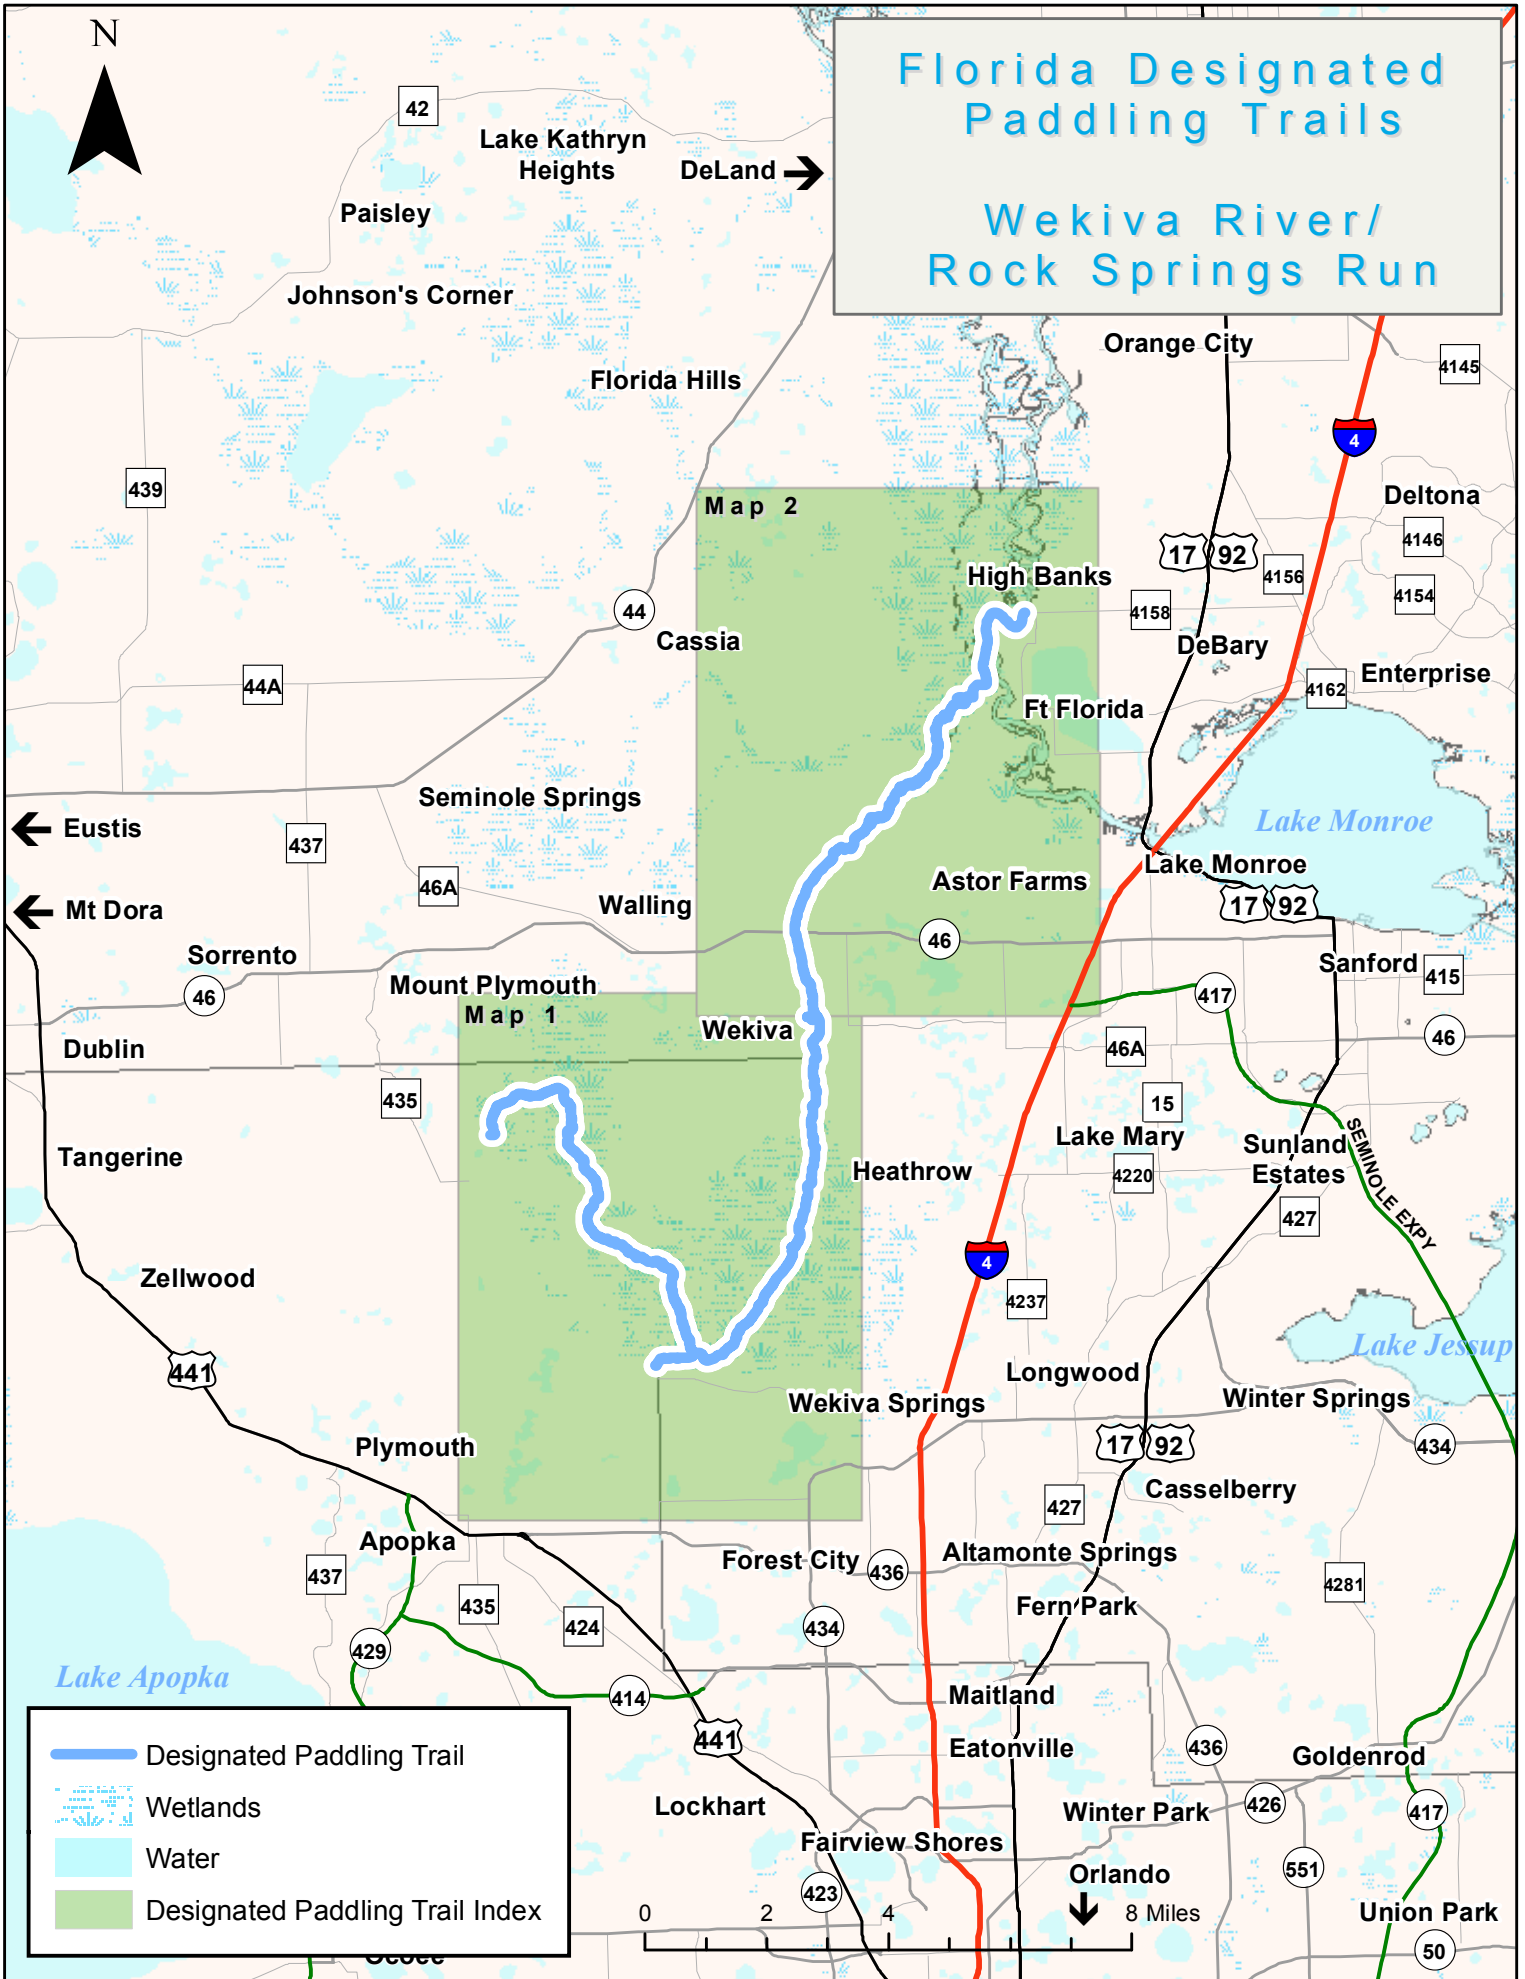 N
Florida Designated
Paddling Trails
Wekiva River/
Rock Springs Run
42
Lake Kathryn
Heights
DeLand
Paisley
Johnson's Corner
Orange City
4145
Florida Hills
4
439
Deltona
Map 2
4146
17 92
High Banks
4156
4154
44
4158
Cassia
DeBary
44A
Enterprise
4162
Ft Florida
Seminole Springs
Lake Monroe
Eustis
437
Lake Monroe
46A
Astor Farms
Walling
17 92
Mt Dora
46
Sorrento
Sanford
415
Mount Plymouth
46
417
Map 1
Wekiva
46
Dublin
46A
435
15
Lake Mary
Sunland
Estates
SEMINOLE EXPY
Tangerine
Heathrow
4220
427
4
Zellwood
4237
Lake Jessup
441
Longwood
Winter Springs
Wekiva Springs
Plymouth
17 92
434
Casselberry
427
Apopka
Forest City
436
Altamonte Springs
437
4281
435
Fern Park
424
434
429
Lake Apopka
414
Maitland
441
Eatonville
436
Goldenrod
Designated Paddling Trail
Wetlands
Water
Designated Paddling Trail Index
Lockhart
Winter Park
426
417
Fairview Shores
551
Orlando
423
0 2 4 8 Miles
Union Park
50
Ocoee